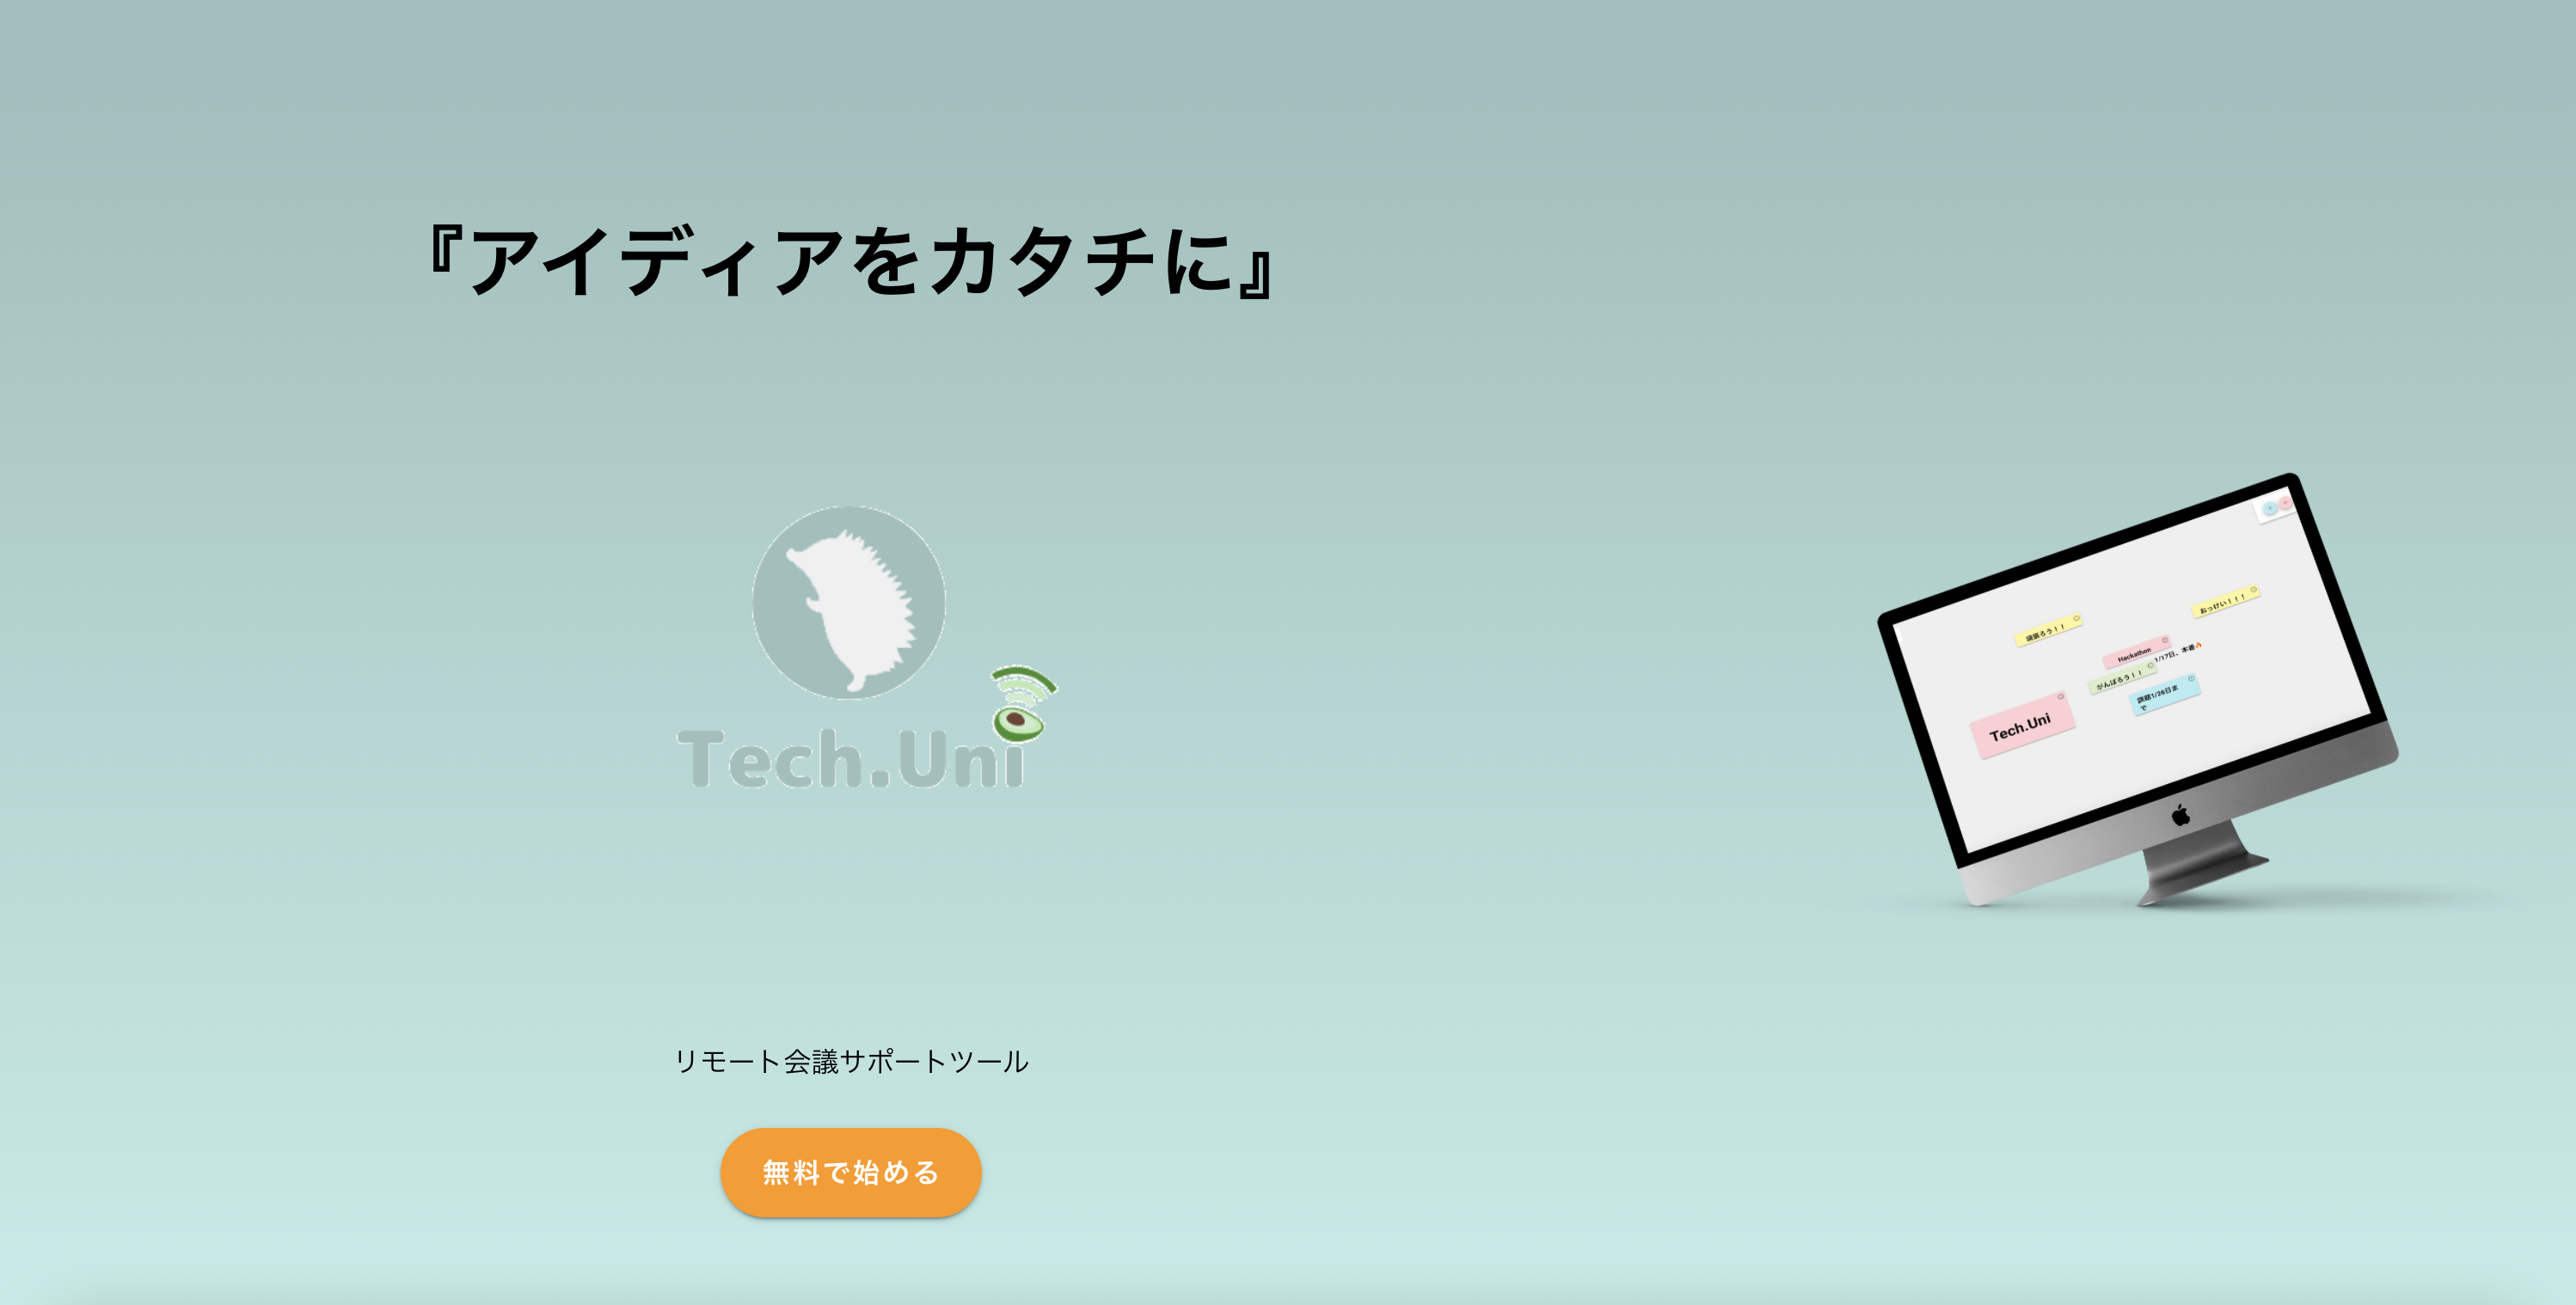 『アイディアをカタチに』
Tech.Uni
リモート会議サポートツール
無料で始める
頑張ろう！！
おっけい！！！
Hackathon
1/17日、本番🔥
がんばろう！！
課題1/26日ま
で
Tech.Uni